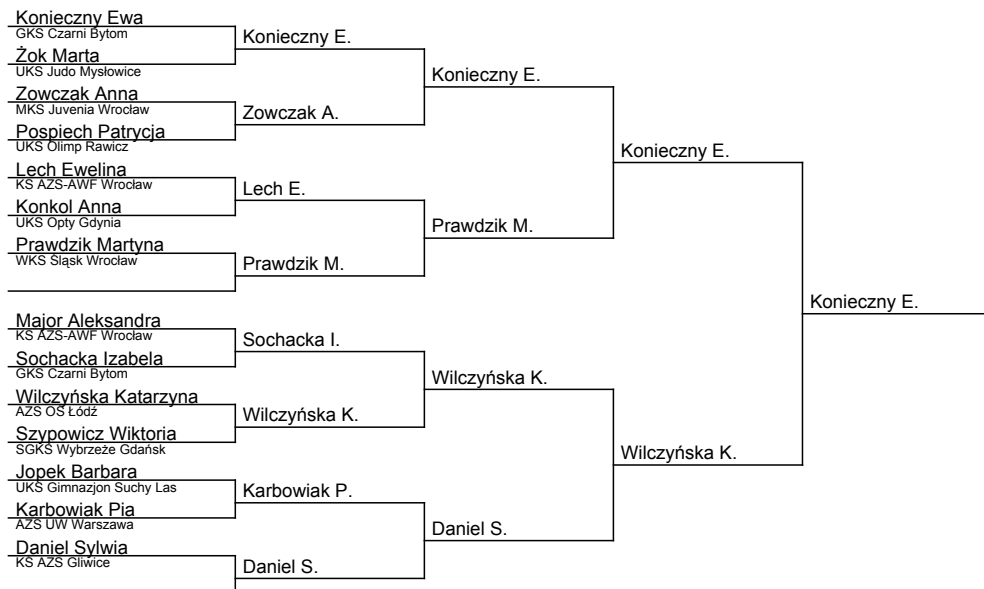 Konieczny Ewa
GKS Czarni Bytom
Żok Marta
UKS Judo Mysłowice
Zowczak Anna
MKS Juvenia Wrocław
Pospiech Patrycja
UKS Olimp Rawicz
Lech Ewelina
KS AZS-AWF Wrocław
Konkol Anna
UKS Opty Gdynia
Prawdzik Martyna
WKS Śląsk Wrocław
Major Aleksandra
KS AZS-AWF Wrocław
Sochacka Izabela
GKS Czarni Bytom
Wilczyńska Katarzyna
AZS OŚ Łódź
Szypowicz Wiktoria
SGKS Wybrzeże Gdańsk
Jopek Barbara
UKS Gimnazjon Suchy Las
Karbowiak Pia
AZS UW Warszawa
Daniel Sylwia
KS AZS Gliwice
Konieczny E.
Zowczak A.
Lech E.
Prawdzik M.
Sochacka I.
Wilczyńska K.
Karbowiak P.
Daniel S.
Konieczny E.
Prawdzik M.
Wilczyńska K.
Daniel S.
Konieczny E.
Wilczyńska K.
Konieczny E.